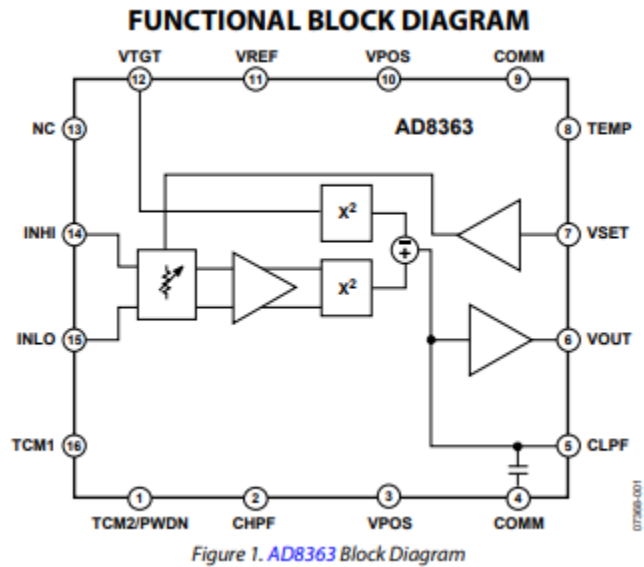 FUNCTIONAL BLOCK DIAGRAM
VTGT VREF VPOS COMM
12 11 10 9
NC 13 AD8363 8 TEMP
X²
INHI 14 7 VSET
–
+
X²
INLO 15 6 VOUT
TCM1 16 5 CLPF
1 2 3 4
TCM2/PWDN CHPF VPOS COMM
07368-001
Figure 1. AD8363 Block Diagram